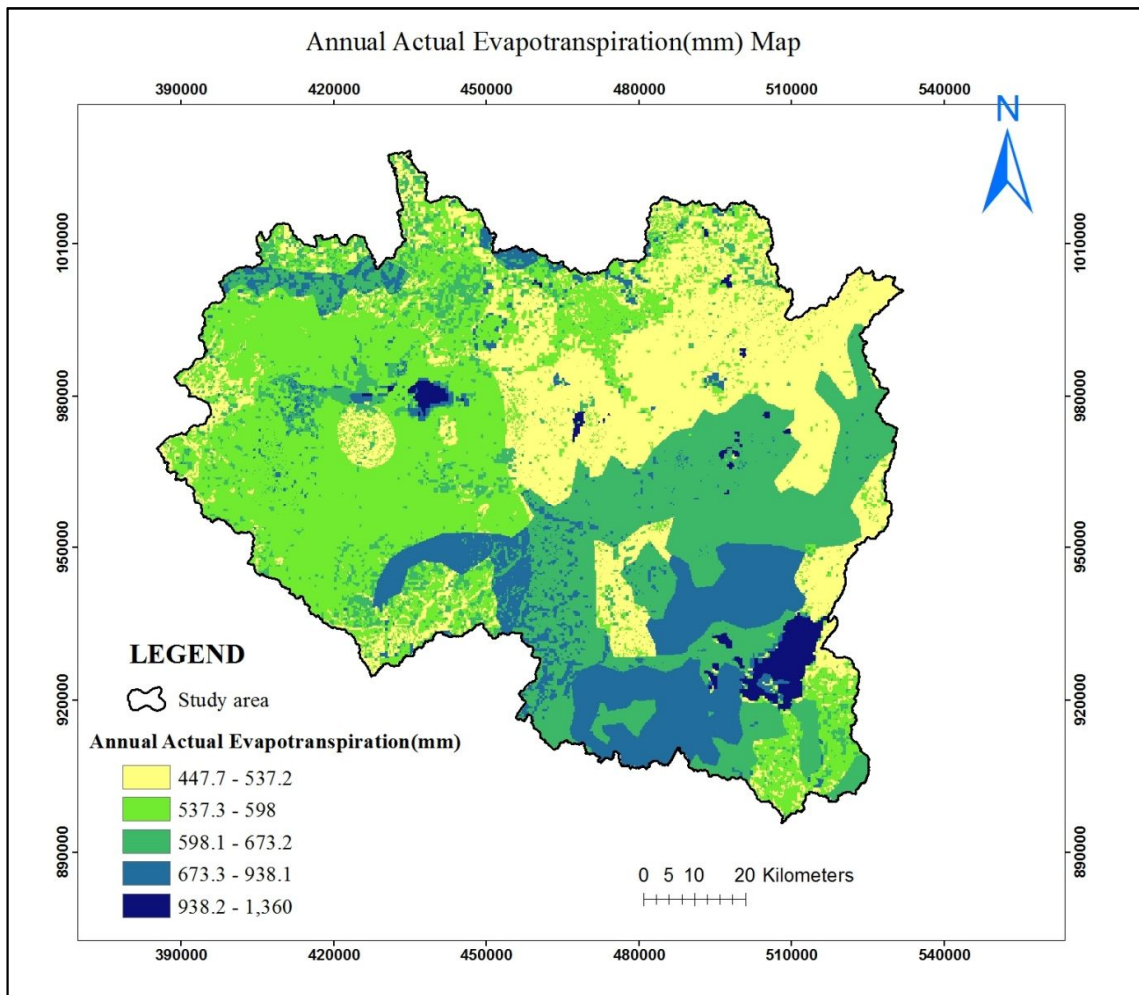 Annual Actual Evapotranspiration(mm) Map
390000 420000 450000 480000 510000 540000
N
1010000 1010000
980000 980000
950000 950000
LEGEND
Study area
920000 920000
Annual Actual Evapotranspiration(mm)
447.7 - 537.2
537.3 - 598
598.1 - 673.2
673.3 - 938.1
938.2 - 1,360
890000 890000
0 5 10 20 Kilometers
390000 420000 450000 480000 510000 540000